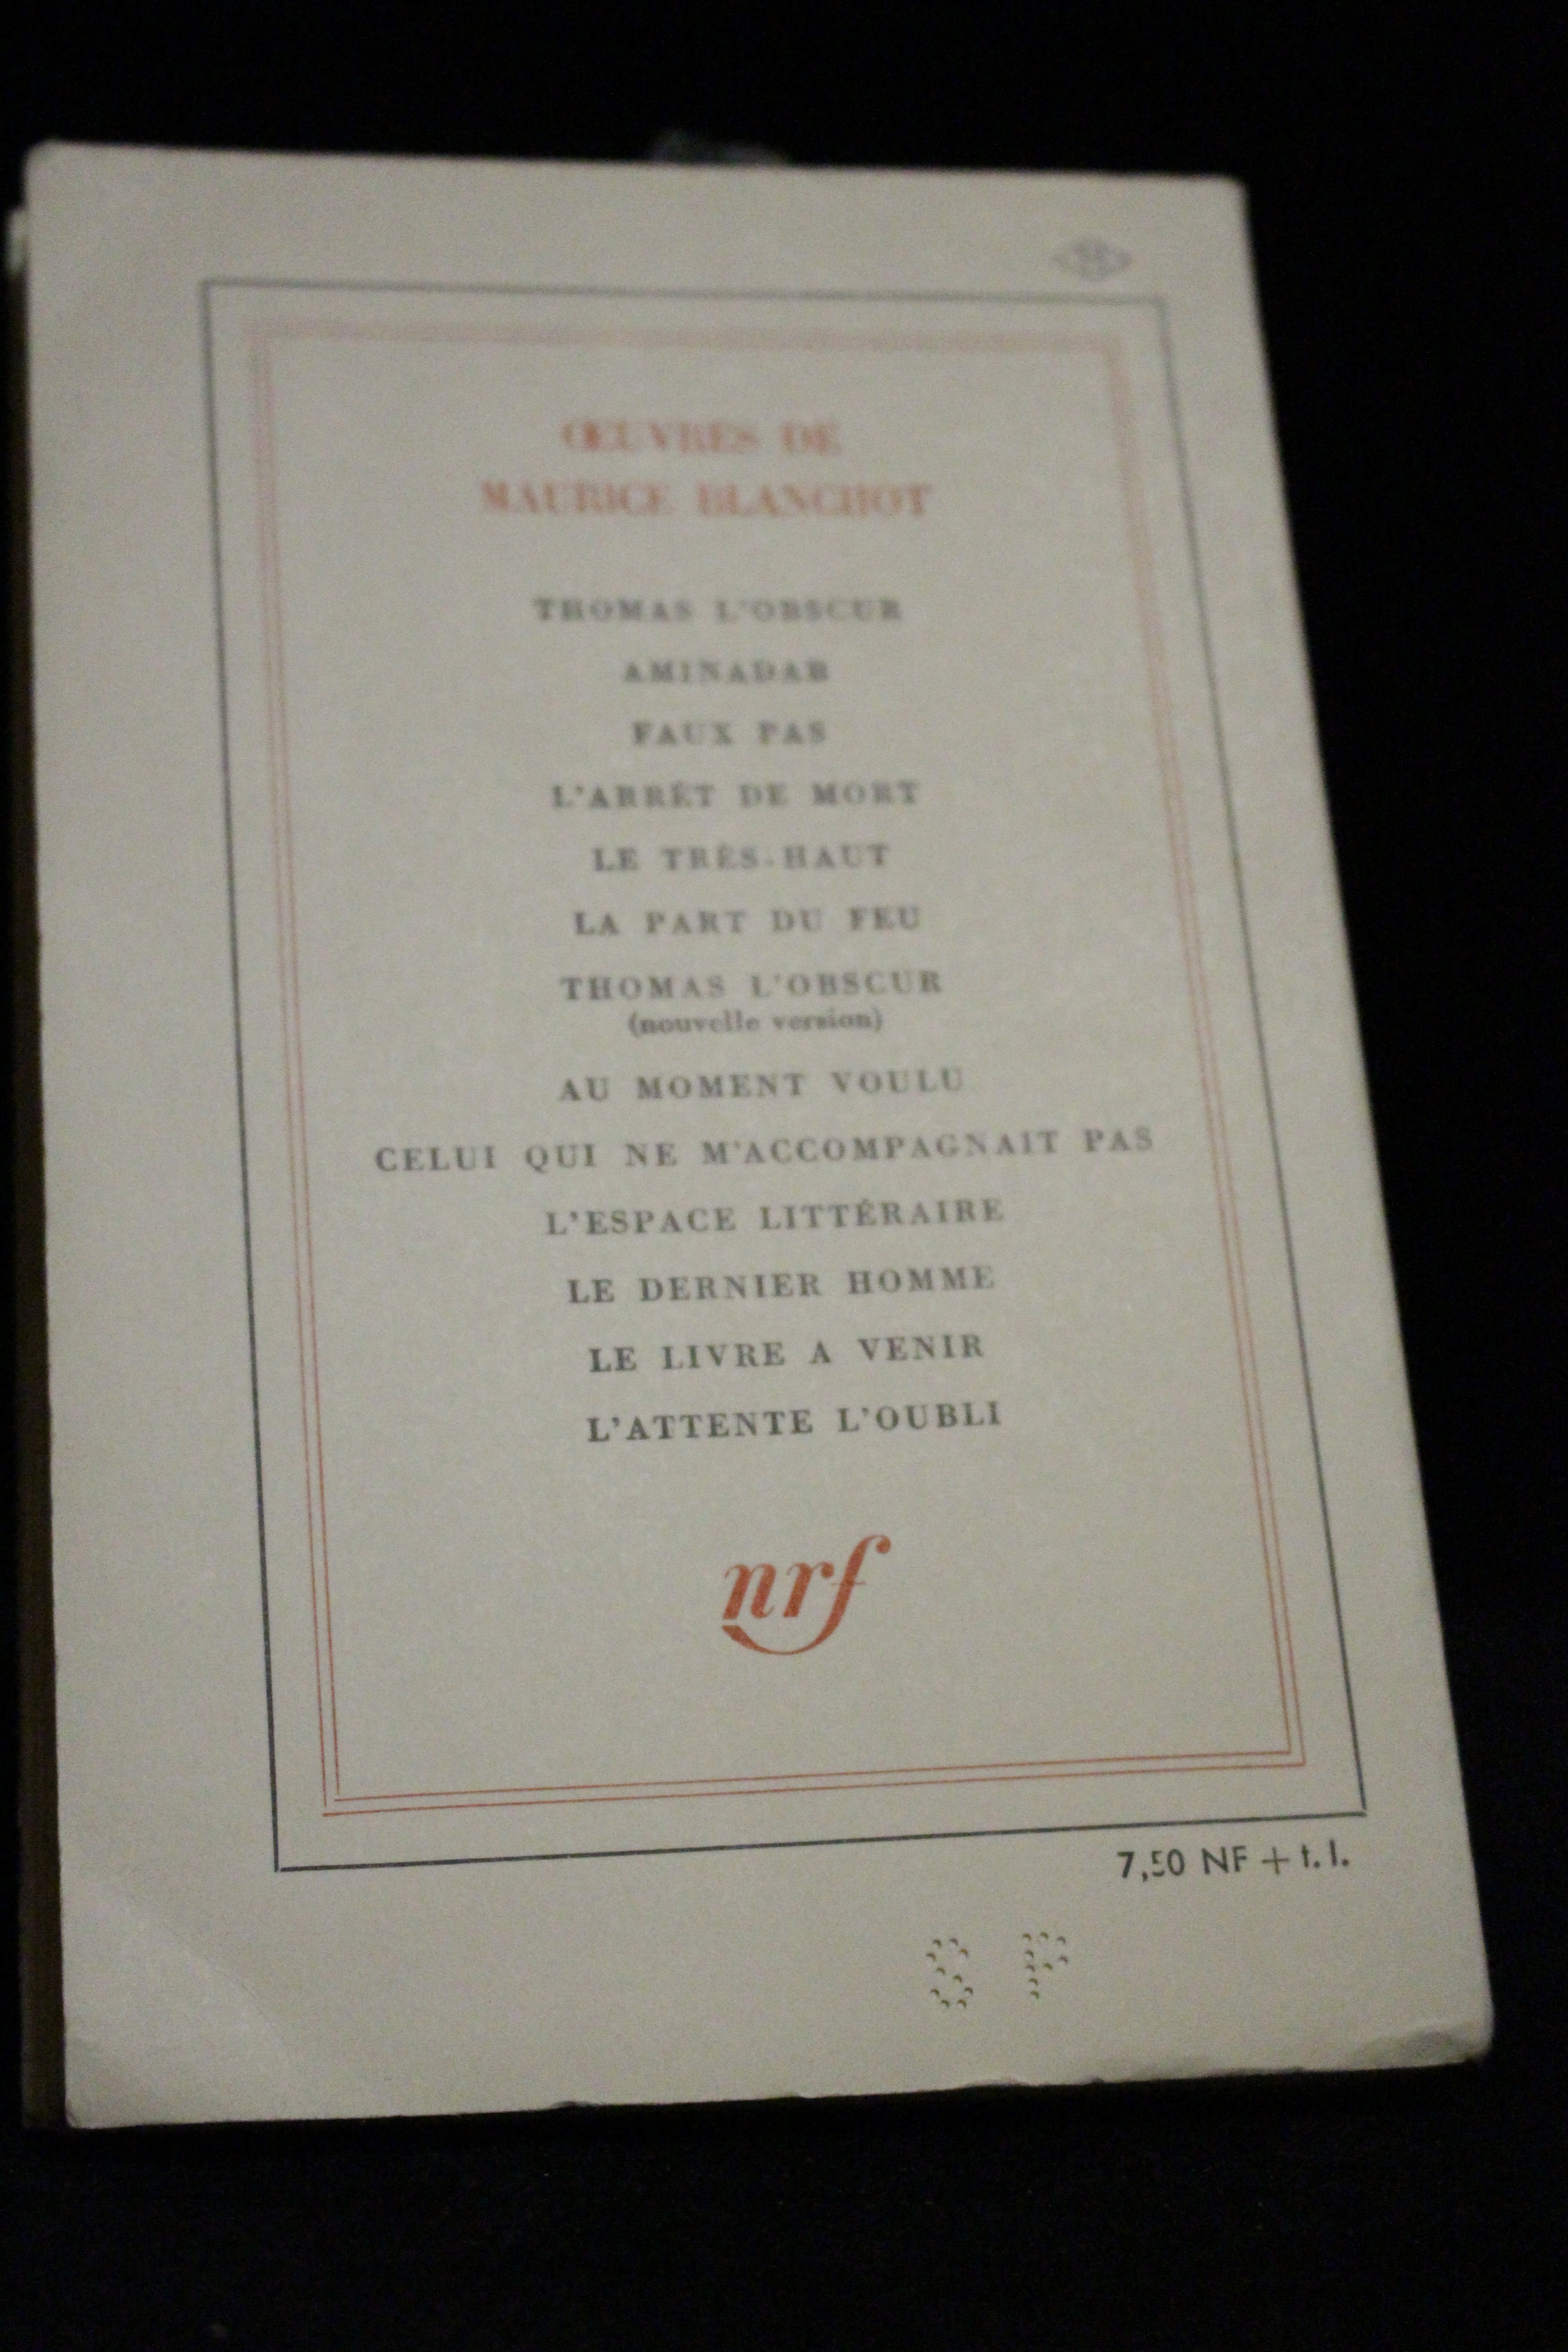 ŒUVRES DE
MAURICE BLANCHOT
THOMAS L'OBSCUR
AMINADAB
FAUX PAS
L'ARRÊT DE MORT
LE TRÈS-HAUT
LA PART DU FEU
THOMAS L'OBSCUR
(nouvelle version)
AU MOMENT VOULU
CELUI QUI NE M'ACCOMPAGNAIT PAS
L'ESPACE LITTÉRAIRE
LE DERNIER HOMME
LE LIVRE A VENIR
L'ATTENTE L'OUBLI
nrf
7,50 NF + t. l.
S P